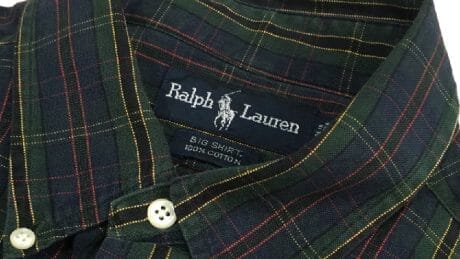 Ralph Lauren
BIG SHIRT,
100% COTTON